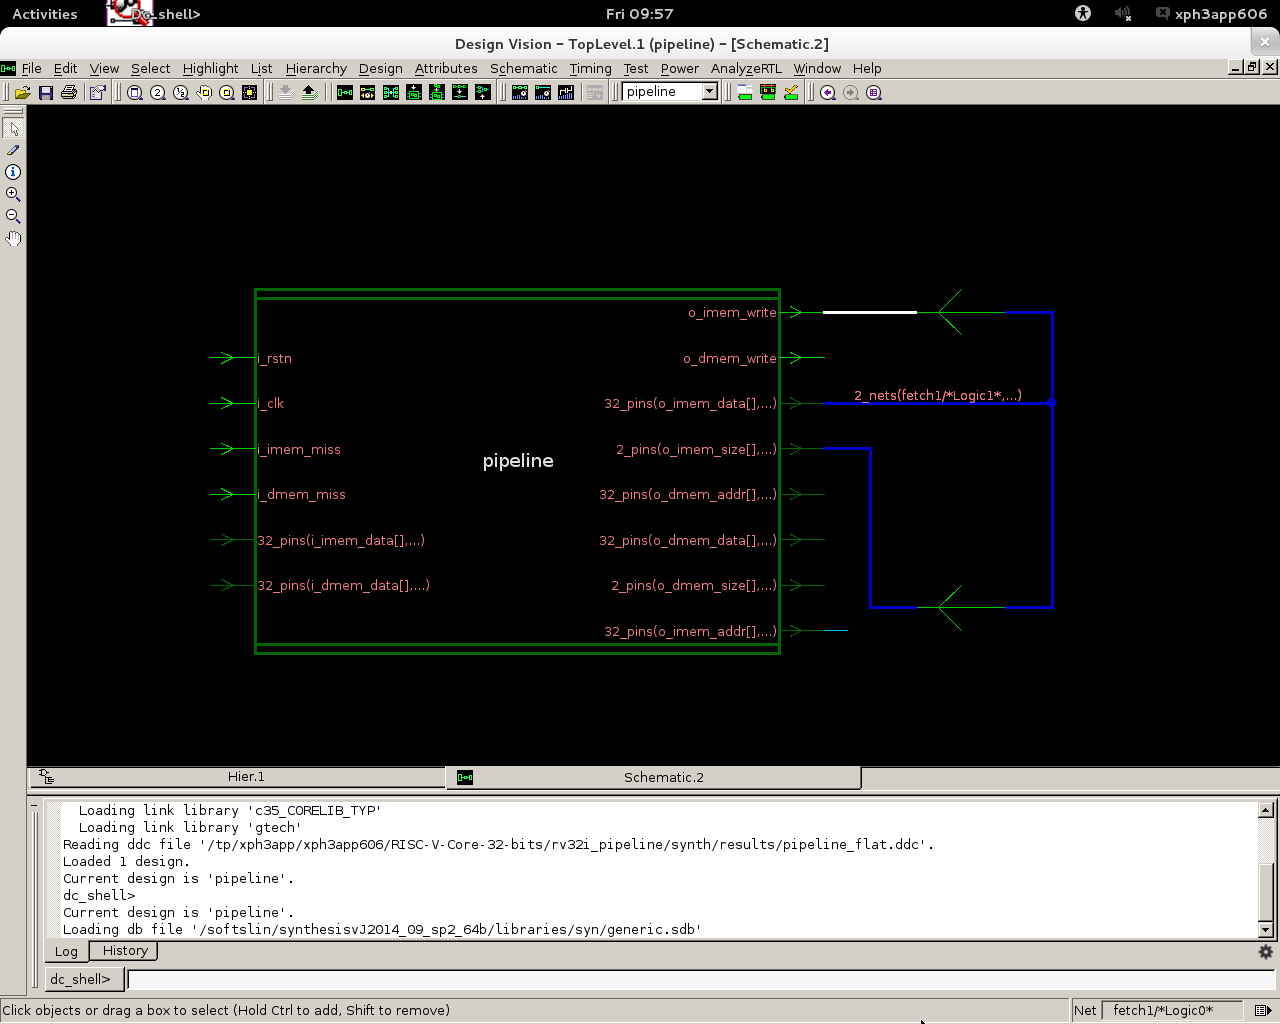 Activities
Dc_shell>
Fri 09:57
xph3app606
Design Vision - TopLevel.1 (pipeline) - [Schematic.2]
File Edit View Select Highlight List Hierarchy Design Attributes Schematic Timing Test Power AnalyzeRTL Window Help
pipeline
o_imem_write
i_rstn
o_dmem_write
i_clk
32_pins(o_imem_data[],...)
2_nets(fetch1/*Logic1*,...)
i_imem_miss
pipeline
2_pins(o_imem_size[],...)
i_dmem_miss
32_pins(o_dmem_addr[],...)
32_pins(i_imem_data[],...)
32_pins(o_dmem_data[],...)
32_pins(i_dmem_data[],...)
2_pins(o_dmem_size[],...)
32_pins(o_imem_addr[],...)
Hier.1
Schematic.2
Loading link library 'c35_CORELIB_TYP'
Loading link library 'gtech'
Reading ddc file '/tp/xph3app/xph3app606/RISC-V-Core-32-bits/rv32i_pipeline/synth/results/pipeline_flat.ddc'.
Loaded 1 design.
Current design is 'pipeline'.
dc_shell>
Current design is 'pipeline'.
Loading db file '/softslin/synthesisvJ2014_09_sp2_64b/libraries/syn/generic.sdb'
Log
History
dc_shell>
Click objects or drag a box to select (Hold Ctrl to add, Shift to remove)
Net
fetch1/*Logic0*